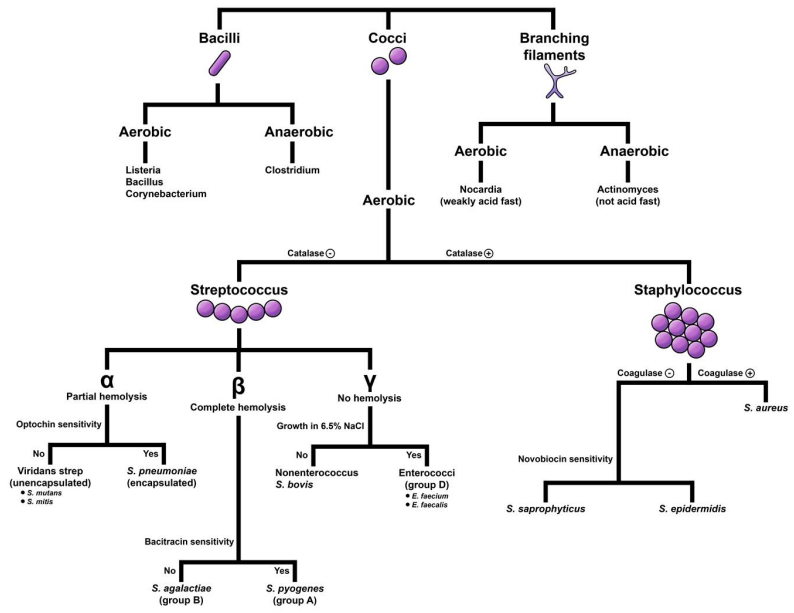 Bacilli
Cocci
Branching
filaments
Aerobic
Anaerobic
Listeria
Bacillus
Corynebacterium
Clostridium
Aerobic
Anaerobic
Nocardia
(weakly acid fast)
Actinomyces
(not acid fast)
Aerobic
Catalase -
Catalase +
Streptococcus
Staphylococcus
α
Partial hemolysis
β
Complete hemolysis
γ
No hemolysis
Optochin sensitivity
No
Yes
Viridans strep
(unencapsulated)
• S. mutans
• S. mitis
S. pneumoniae
(encapsulated)
Growth in 6.5% NaCl
No
Yes
Nonenterococcus
S. bovis
Enterococci
(group D)
• E. faecium
• E. faecalis
Bacitracin sensitivity
No
Yes
S. agalactiae
(group B)
S. pyogenes
(group A)
Coagulase -
Coagulase +
S. aureus
Novobiocin sensitivity
S. saprophyticus
S. epidermidis